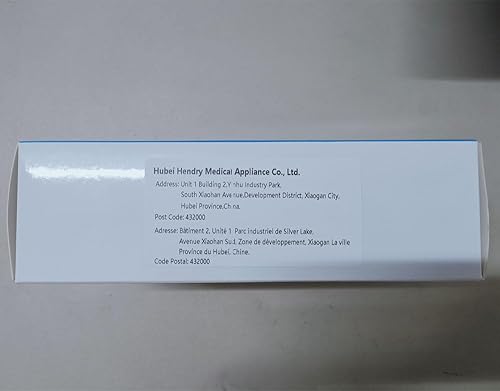 Hubei Hendry Medical Appliance Co., Ltd.
Address: Unit 1 Building 2,Yinhu Industry Park,
South Xiaohan Avenue,Development District, Xiaogan City,
Hubei Province,China.
Post Code: 432000
Adresse: Bâtiment 2, Unité 1 Parc industriel de Silver Lake,
Avenue Xiaohan Sud, Zone de développement, Xiaogan La ville
Province du Hubei, Chine.
Code Postal: 432000